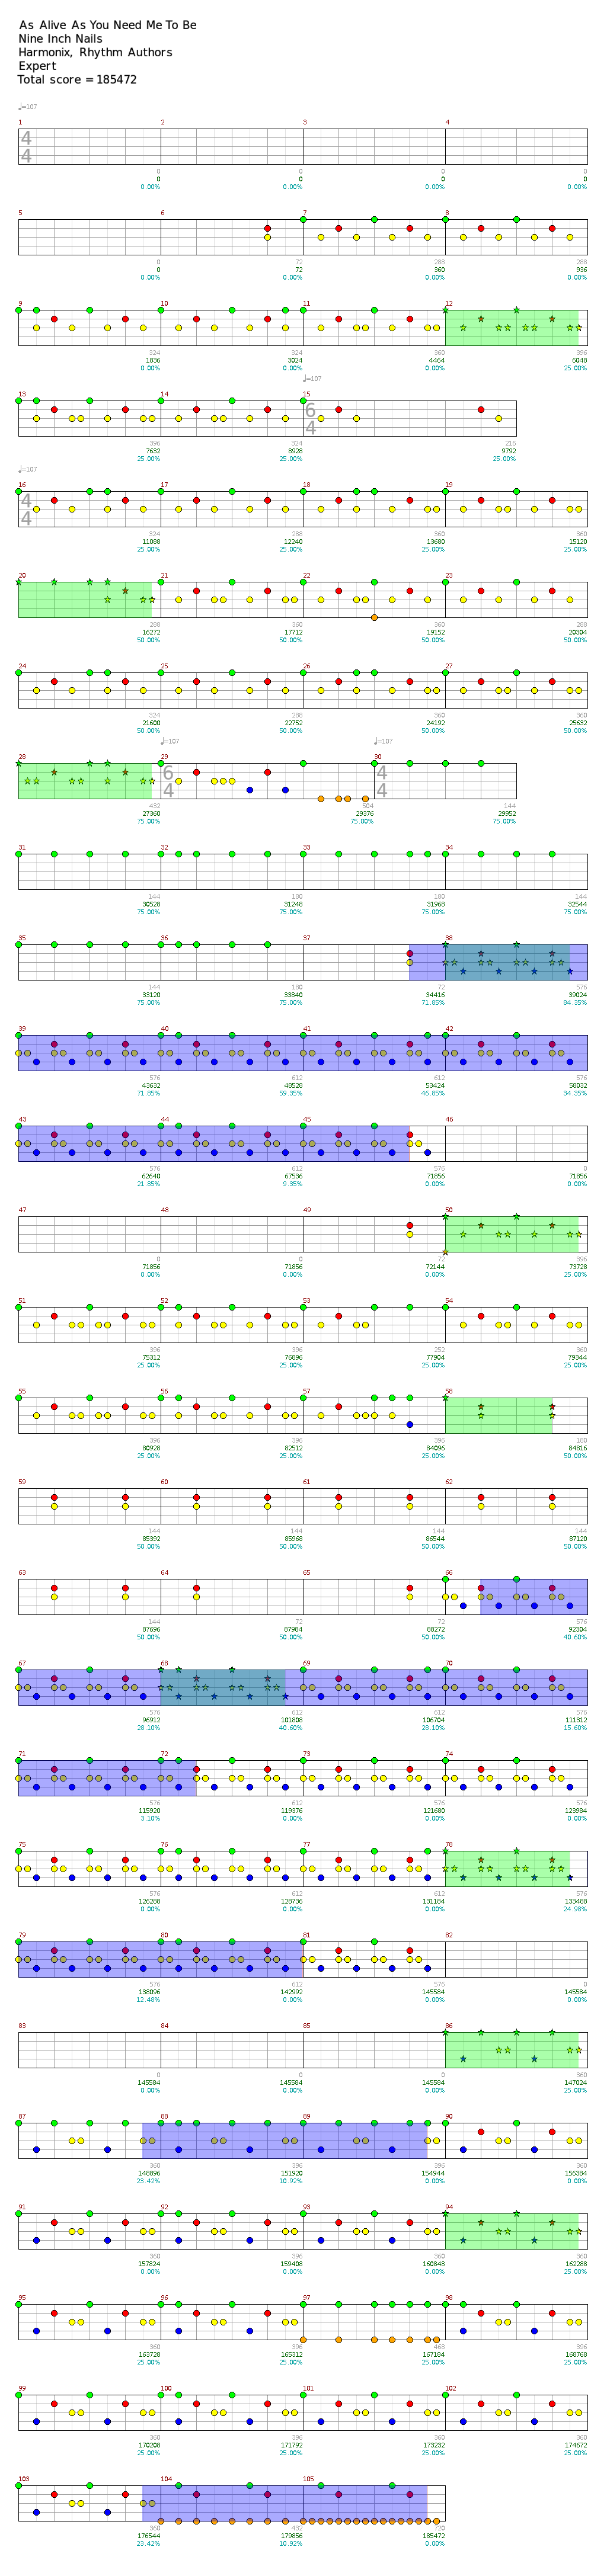 As Alive As You Need Me To Be
Nine Inch Nails
Harmonix, Rhythm Authors
Expert
Total score = 185472
♩=107
1 2 3 4
4
4
0 0 0 0
0 0 0 0
0.00% 0.00% 0.00% 0.00%
5 6 7 8
0 72 288 288
0 72 360 936
0.00% 0.00% 0.00% 0.00%
9 10 11 12
324 324 360 396
1836 3024 4464 6048
0.00% 0.00% 0.00% 25.00%
♩=107
13 14 15
6
4
396 324 216
7632 8928 9792
25.00% 25.00% 25.00%
♩=107
16 17 18 19
4
4
324 288 360 360
11088 12240 13680 15120
25.00% 25.00% 25.00% 25.00%
20 21 22 23
288 360 360 288
16272 17712 19152 20304
50.00% 50.00% 50.00% 50.00%
24 25 26 27
324 288 360 360
21600 22752 24192 25632
50.00% 50.00% 50.00% 50.00%
♩=107 ♩=107
28 29 30
6 4
4 4
432 504 144
27360 29376 29952
75.00% 75.00% 75.00%
31 32 33 34
144 180 180 144
30528 31248 31968 32544
75.00% 75.00% 75.00% 75.00%
35 36 37 38
144 180 72 576
33120 33840 34416 39024
75.00% 75.00% 71.85% 84.35%
39 40 41 42
576 612 612 576
43632 48528 53424 58032
71.85% 59.35% 46.85% 34.35%
43 44 45 46
576 612 576 0
62640 67536 71856 71856
21.85% 9.35% 0.00% 0.00%
47 48 49 50
0 0 72 396
71856 71856 72144 73728
0.00% 0.00% 0.00% 25.00%
51 52 53 54
396 396 252 360
75312 76896 77904 79344
25.00% 25.00% 25.00% 25.00%
55 56 57 58
396 396 396 180
80928 82512 84096 84816
25.00% 25.00% 25.00% 50.00%
59 60 61 62
144 144 144 144
85392 85968 86544 87120
50.00% 50.00% 50.00% 50.00%
63 64 65 66
144 72 72 576
87696 87984 88272 92304
50.00% 50.00% 50.00% 40.60%
67 68 69 70
576 612 612 576
96912 101808 106704 111312
28.10% 40.60% 28.10% 15.60%
71 72 73 74
576 612 576 576
115920 119376 121680 123984
3.10% 0.00% 0.00% 0.00%
75 76 77 78
576 612 612 576
126288 128736 131184 133488
0.00% 0.00% 0.00% 24.98%
79 80 81 82
576 612 576 0
138096 142992 145584 145584
12.48% 0.00% 0.00% 0.00%
83 84 85 86
0 0 0 360
145584 145584 145584 147024
0.00% 0.00% 0.00% 25.00%
87 88 89 90
360 396 396 360
148896 151920 154944 156384
23.42% 10.92% 0.00% 0.00%
91 92 93 94
360 396 360 360
157824 159408 160848 162288
0.00% 0.00% 0.00% 25.00%
95 96 97 98
360 396 468 396
163728 165312 167184 168768
25.00% 25.00% 25.00% 25.00%
99 100 101 102
360 396 360 360
170208 171792 173232 174672
25.00% 25.00% 25.00% 25.00%
103 104 105
360 432 720
176544 179856 185472
23.42% 10.92% 0.00%